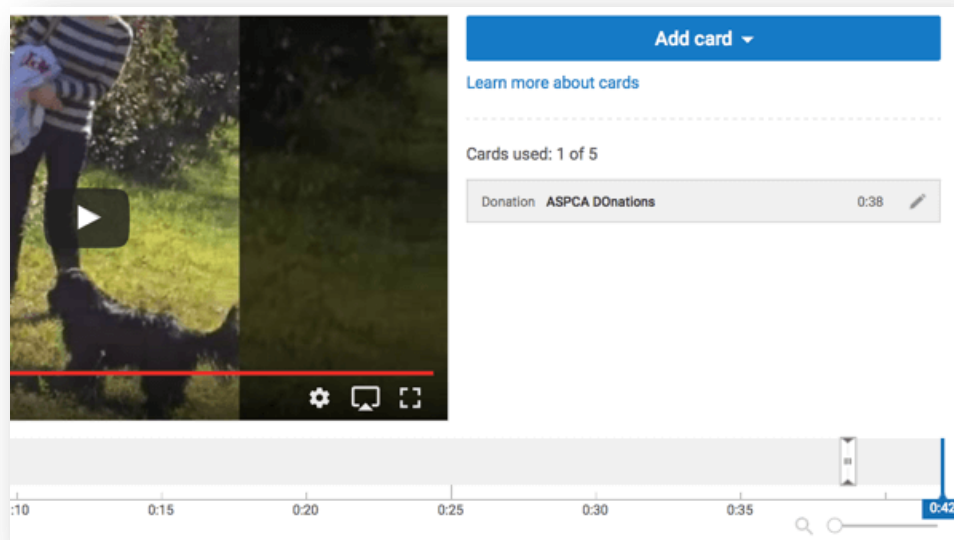 Add card
Learn more about cards
Cards used: 1 of 5
Donation ASPCA DOnations 0:38
:10 0:15 0:20 0:25 0:30 0:35 0:42